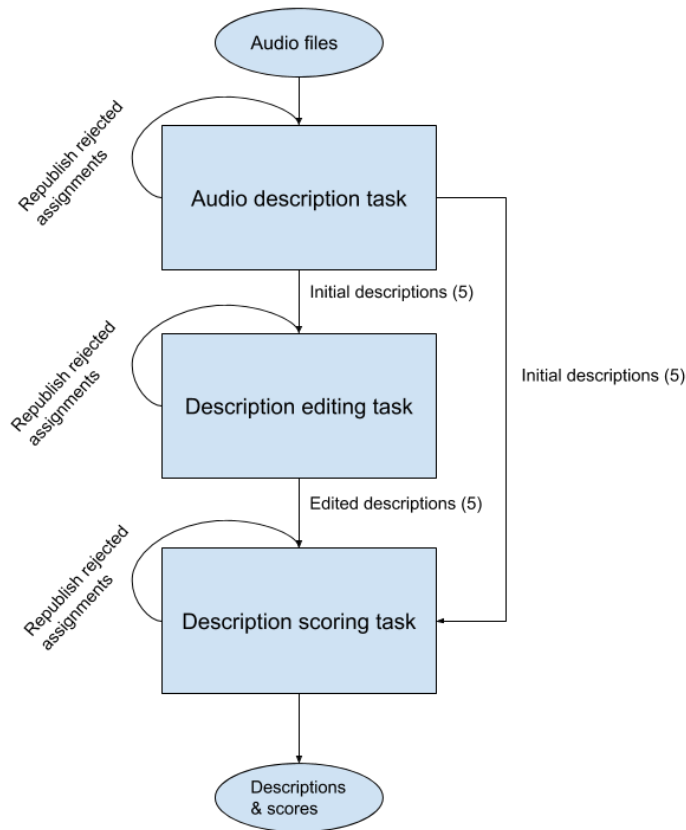 Audio files
Republish rejected
assignments
Audio description task
Initial descriptions (5)
Republish rejected
assignments
Initial descriptions (5)
Description editing task
Edited descriptions (5)
Republish rejected
assignments
Description scoring task
Descriptions
& scores